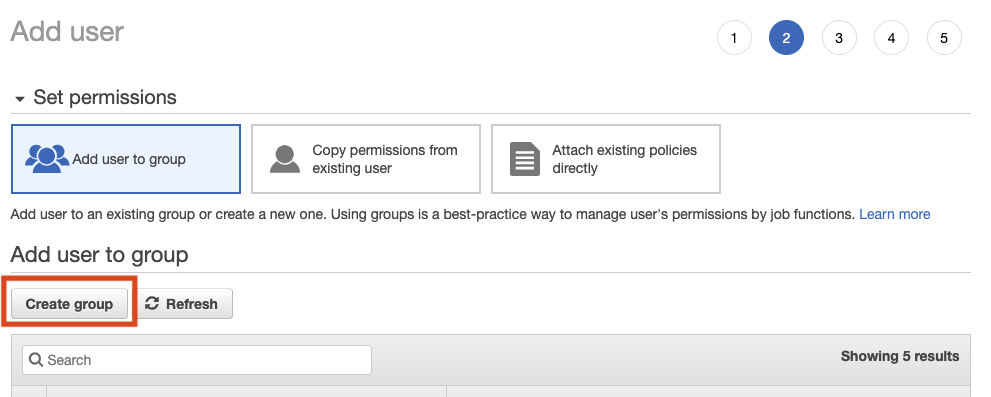 Add user
1 2 3 4 5
Set permissions
Add user to group
Copy permissions from
existing user
Attach existing policies
directly
Add user to an existing group or create a new one. Using groups is a best-practice way to manage user's permissions by job functions. Learn more
Add user to group
Create group
Refresh
Search
Showing 5 results